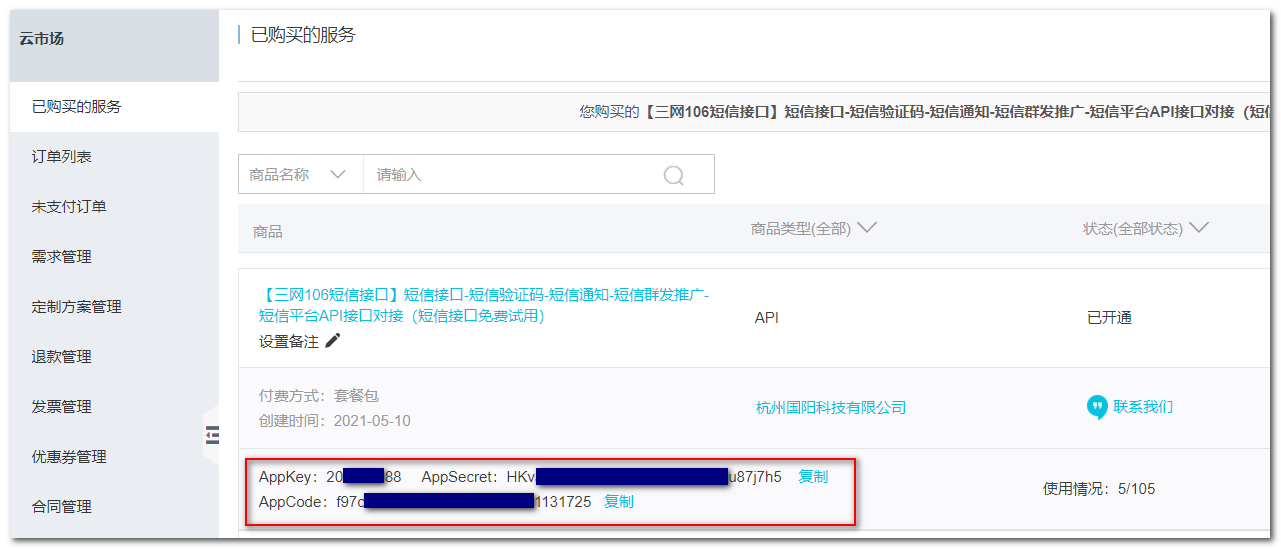 云市场
已购买的服务
订单列表
未支付订单
需求管理
定制方案管理
退款管理
发票管理
优惠券管理
合同管理
已购买的服务
您购买的【三网106短信接口】短信接口-短信验证码-短信通知-短信群发推广-短信平台API接口对接（短信
商品名称 请输入
商品 商品类型(全部) 状态(全部状态)
【三网106短信接口】短信接口-短信验证码-短信通知-短信群发推广-
短信平台API接口对接（短信接口免费试用） API 已开通
设置备注
付费方式：套餐包
创建时间：2021-05-10
杭州国阳科技有限公司 联系我们
AppKey：20 88 AppSecret：HKv u87j7h5 复制
AppCode：f97c 1131725 复制
使用情况：5/105